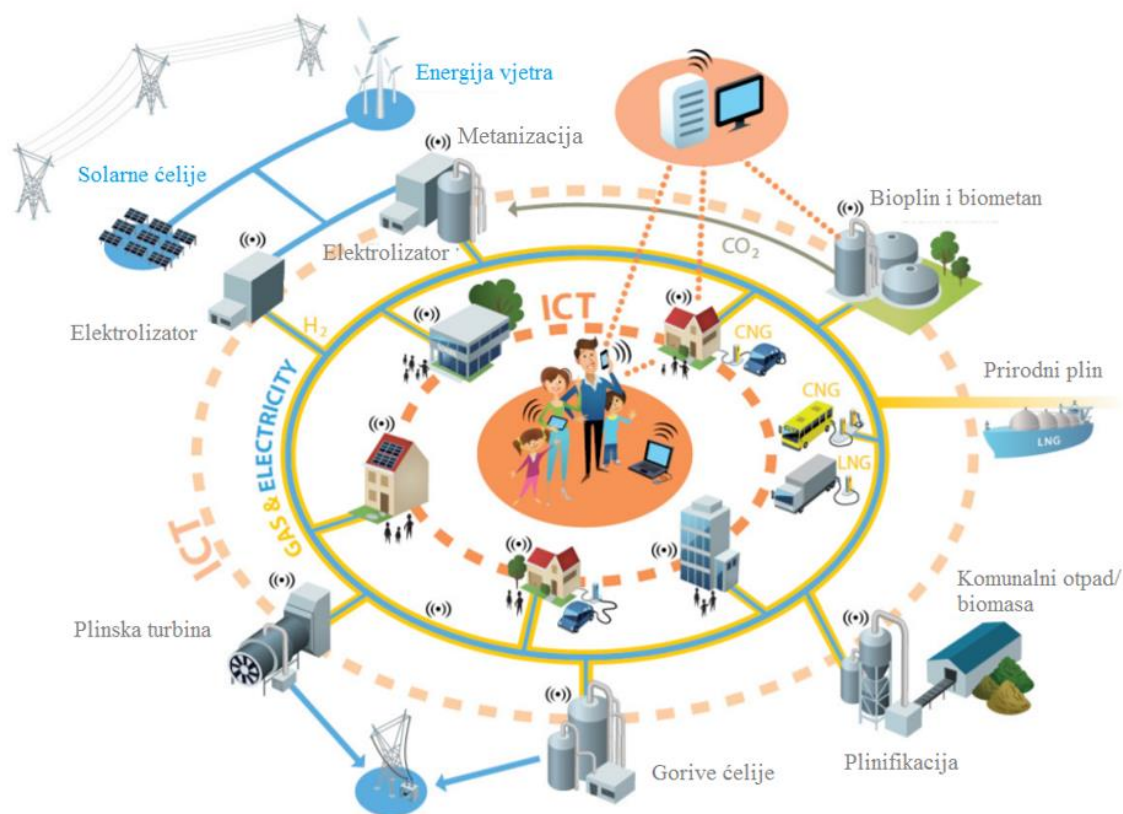 Energija vjetra
Metanizacija
Solarne ćelije
Bioplin i biometan
Elektrolizator
CO2
Elektrolizator
H2
ICT
CNG
Prirodni plin
CNG
LNG
LNG
GAS & ELECTRICITY
ICT
Komunalni otpad/
biomasa
Plinska turbina
Gorive ćelije
Plinifikacija